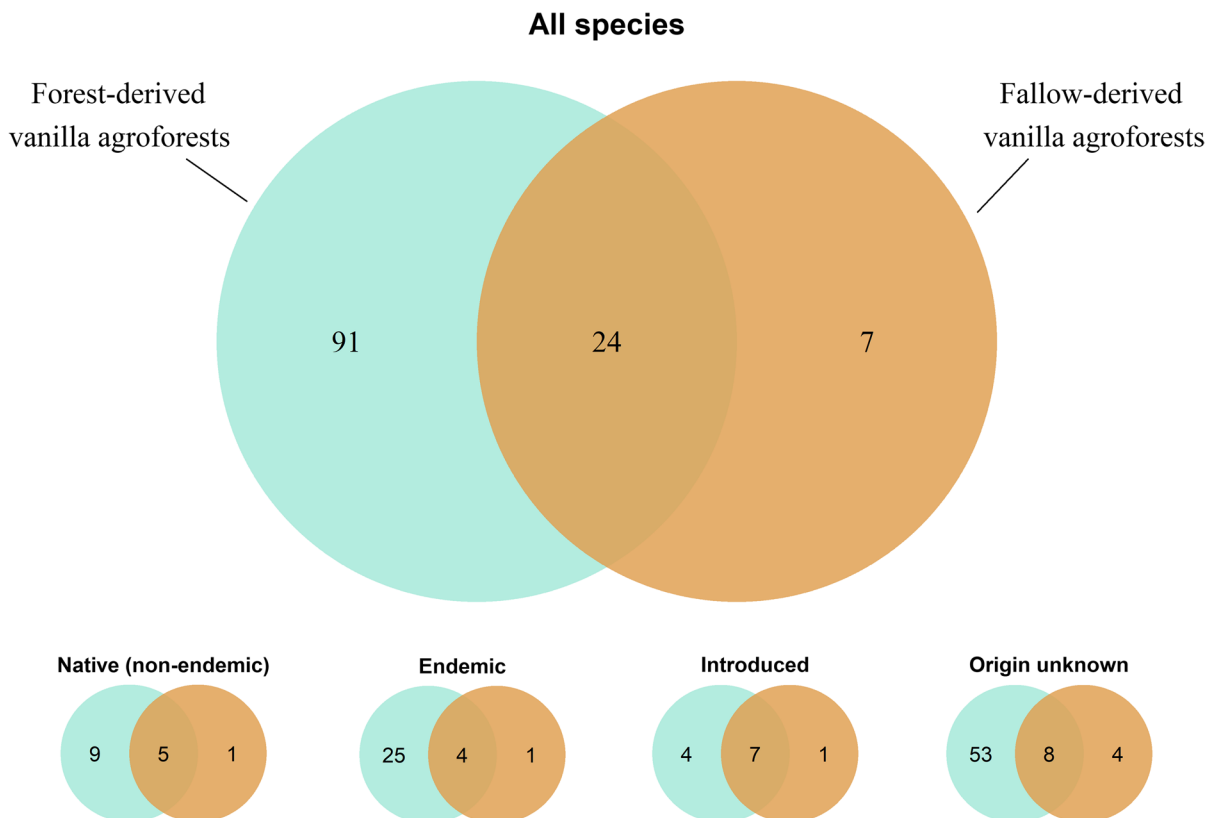 All species
Forest-derived
vanilla agroforests
Fallow-derived
vanilla agroforests
91
24
7
Native (non-endemic)
Endemic
Introduced
Origin unknown
9
5
1
25
4
1
4
7
1
53
8
4